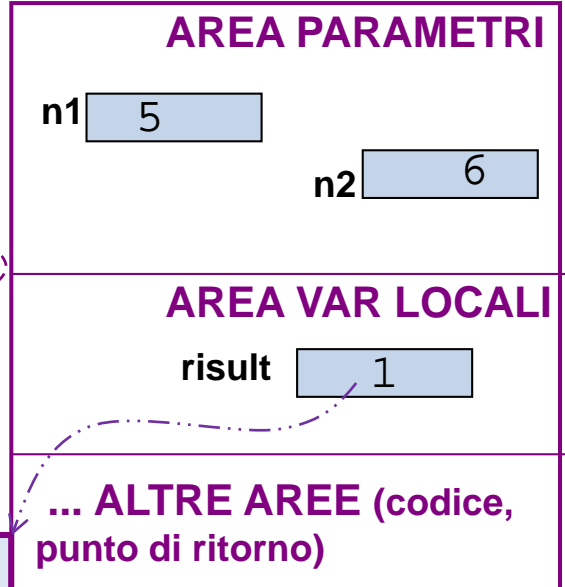 AREA PARAMETRI
n1 5
n2 6
AREA VAR LOCALI
risult 1
... ALTRE AREE (codice,
punto di ritorno)